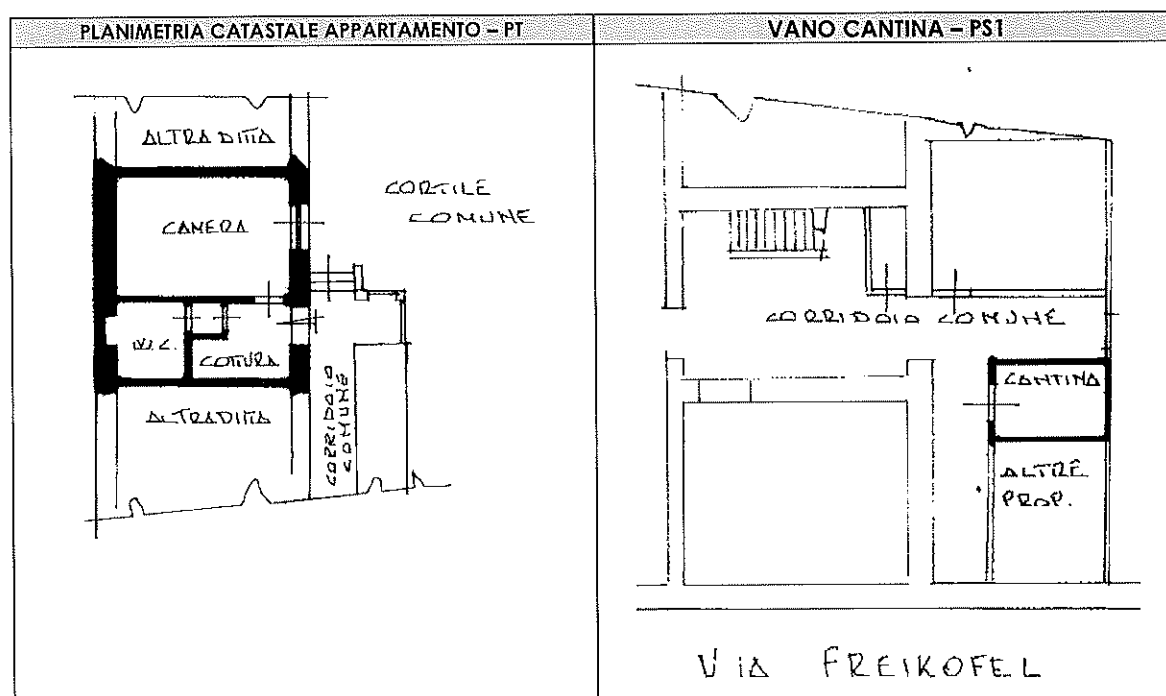 PLANIMETRIA CATASTALE APPARTAMENTO – PT
ALTRA DITTA
CORTILE
COMUNE
CAMERA
W.C.
COTTURA
CORRIDOIO
COMUNE
ALTRA DITTA
VANO CANTINA – PS1
CORRIDOIO COMUNE
CANTINA
ALTRE
PROP.
VIA FREIKOFEL